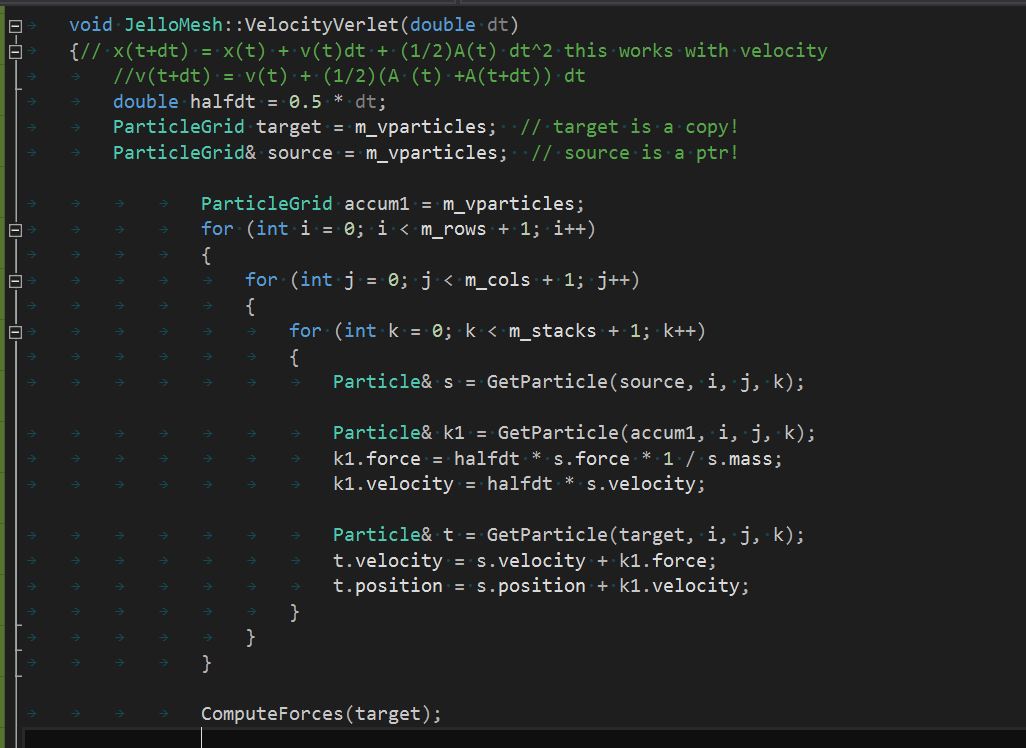 void JelloMesh::VelocityVerlet(double dt)
{// x(t+dt) = x(t) + v(t)dt + (1/2)A(t) dt^2 this works with velocity
//v(t+dt) = v(t) + (1/2)(A (t) +A(t+dt)) dt
double halfdt = 0.5 * dt;
ParticleGrid target = m_vparticles;  // target is a copy!
ParticleGrid& source = m_vparticles;  // source is a ptr!
ParticleGrid accum1 = m_vparticles;
for (int i = 0; i < m_rows + 1; i++)
{
for (int j = 0; j < m_cols + 1; j++)
{
for (int k = 0; k < m_stacks + 1; k++)
{
Particle& s = GetParticle(source, i, j, k);
Particle& k1 = GetParticle(accum1, i, j, k);
k1.force = halfdt * s.force * 1 / s.mass;
k1.velocity = halfdt * s.velocity;
Particle& t = GetParticle(target, i, j, k);
t.velocity = s.velocity + k1.force;
t.position = s.position + k1.velocity;
}
}
}
ComputeForces(target);